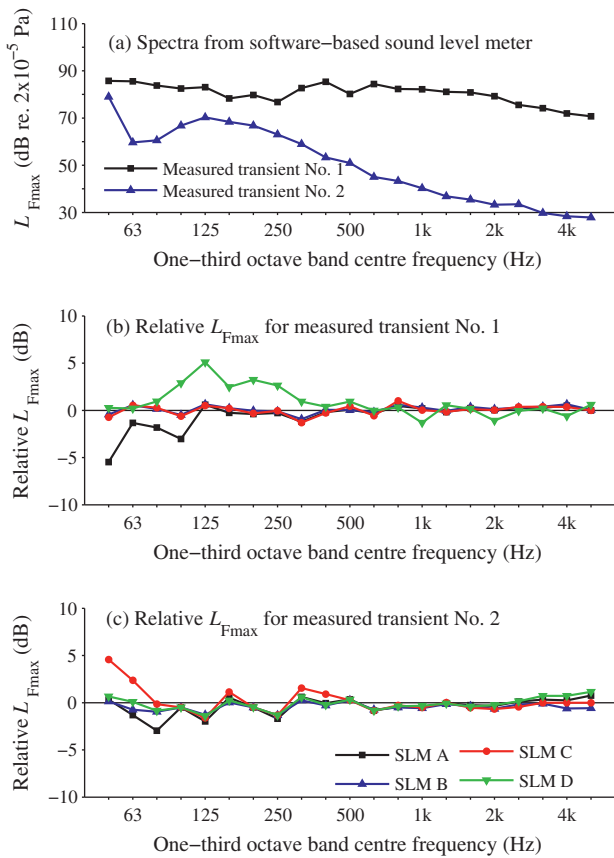 110
90
70
50
30
L Fmax (dB re. 2x10⁻⁵ Pa)
(a) Spectra from software−based sound level meter
Measured transient No. 1
Measured transient No. 2
63 125 250 500 1k 2k 4k
One−third octave band centre frequency (Hz)
10
5
0
−5
−10
Relative L Fmax (dB)
(b) Relative L Fmax for measured transient No. 1
63 125 250 500 1k 2k 4k
One−third octave band centre frequency (Hz)
10
5
0
−5
−10
Relative L Fmax (dB)
(c) Relative L Fmax for measured transient No. 2
SLM A SLM C
SLM B SLM D
63 125 250 500 1k 2k 4k
One−third octave band centre frequency (Hz)